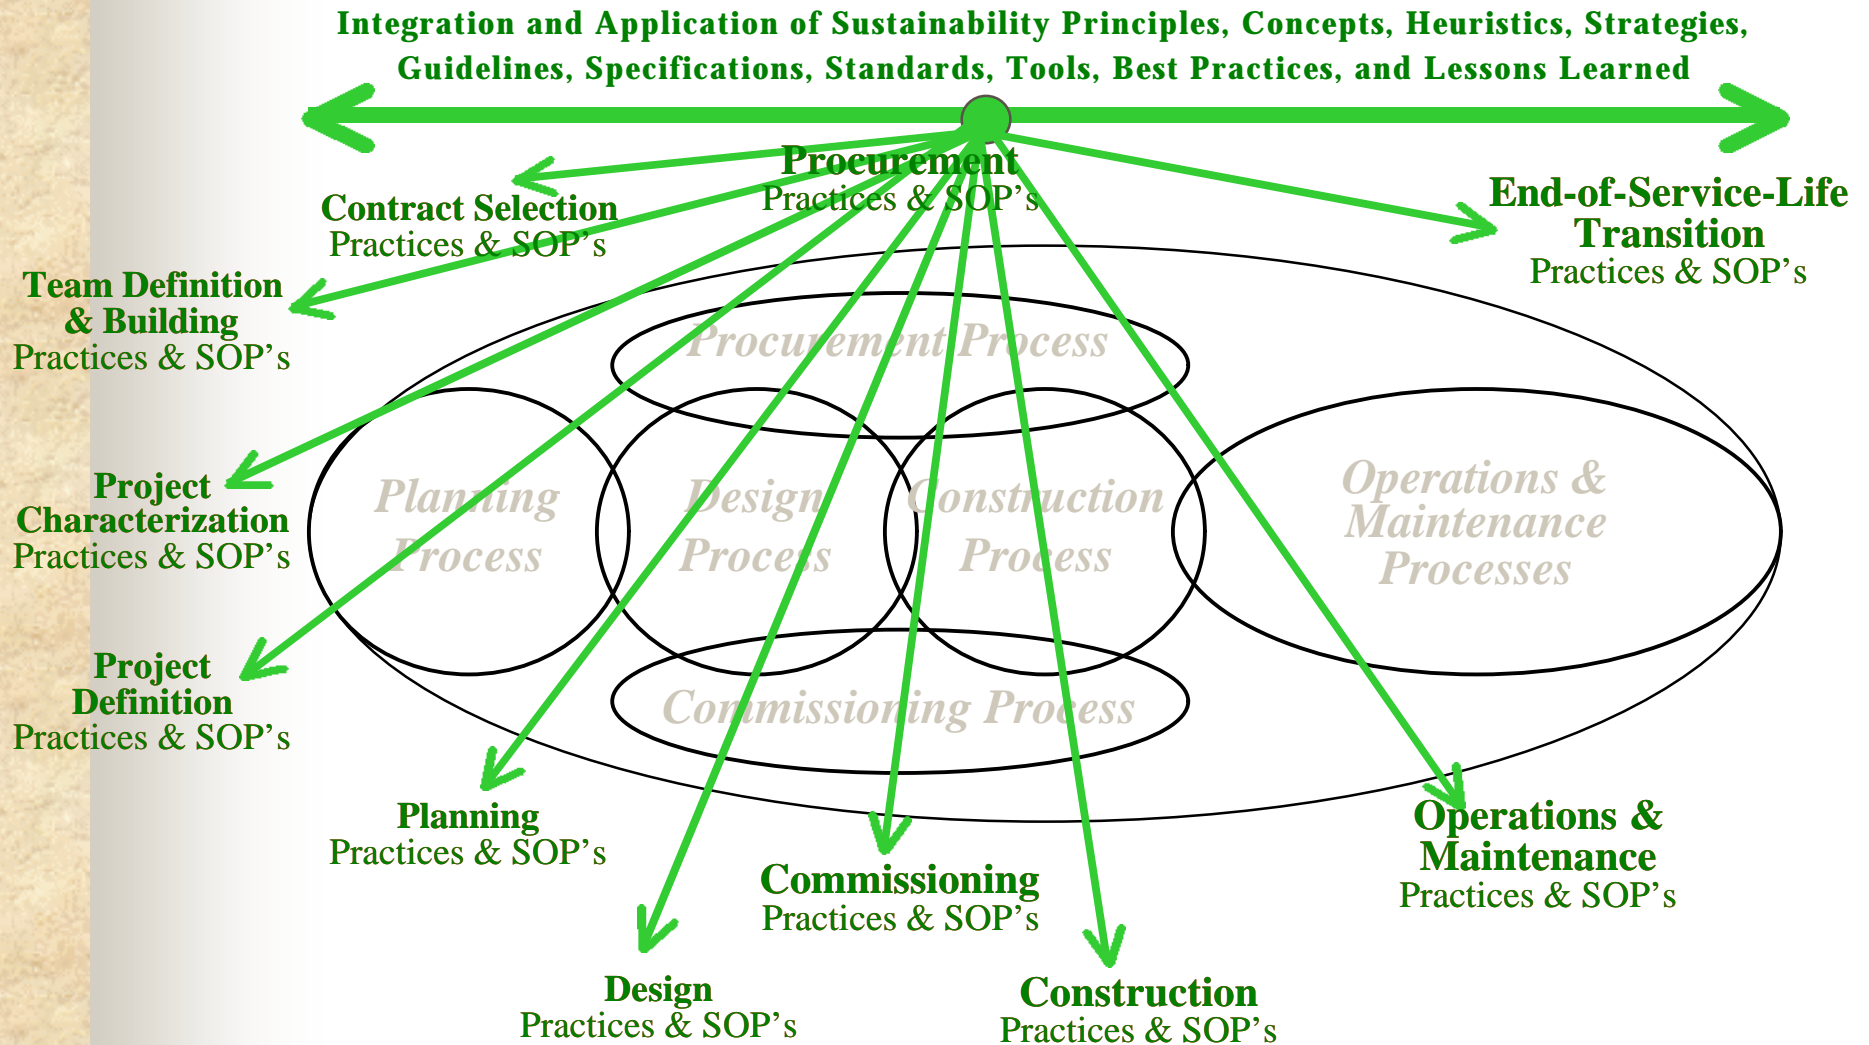 Integration and Application of Sustainability Principles, Concepts, Heuristics, Strategies,
Guidelines, Specifications, Standards, Tools, Best Practices, and Lessons Learned
Procurement
Practices & SOP’s
Contract Selection
Practices & SOP’s
End-of-Service-Life
Transition
Practices & SOP’s
Team Definition
& Building
Practices & SOP’s
Procurement Process
Project
Characterization
Practices & SOP’s
Planning
Process
Design
Process
Construction
Process
Operations &
Maintenance
Processes
Project
Definition
Practices & SOP’s
Commissioning Process
Planning
Practices & SOP’s
Commissioning
Practices & SOP’s
Operations &
Maintenance
Practices & SOP’s
Design
Practices & SOP’s
Construction
Practices & SOP’s